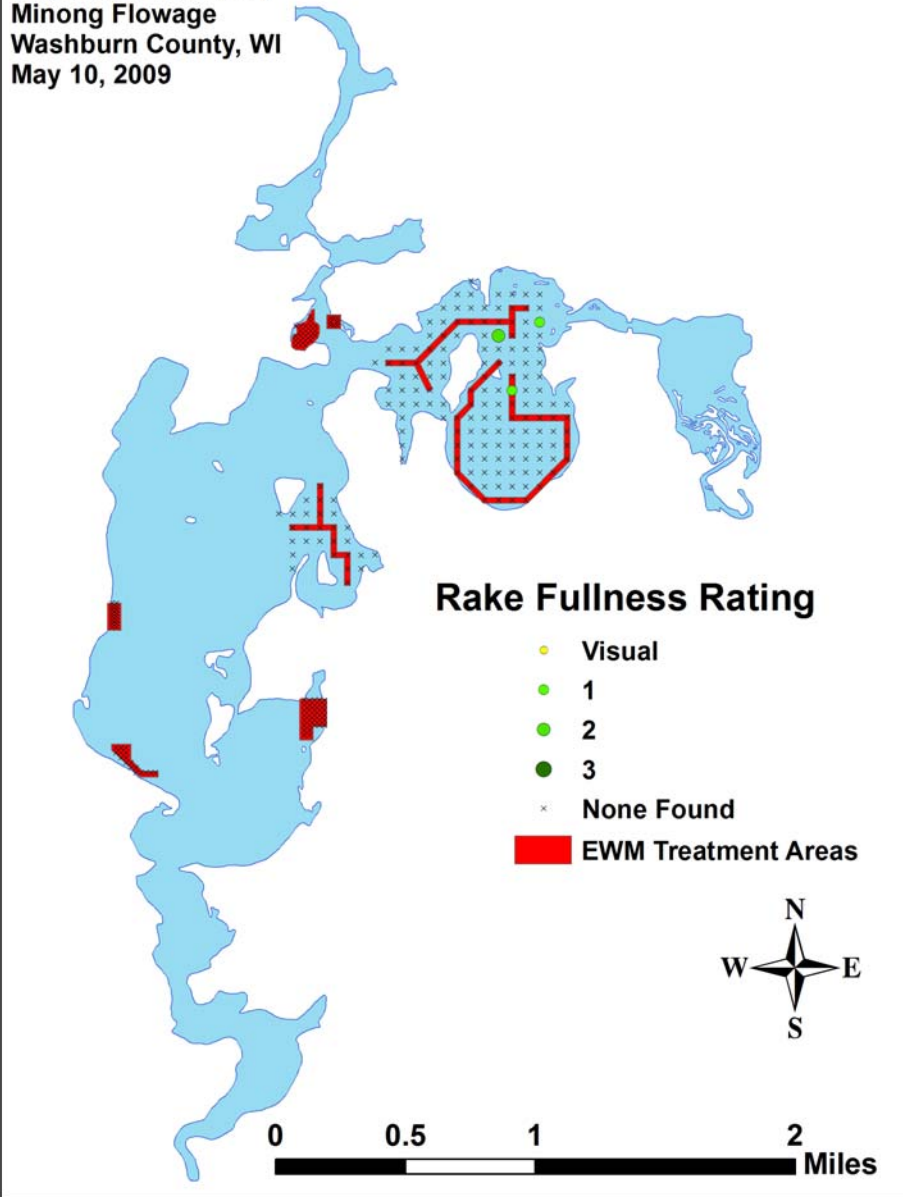 Minong Flowage
Washburn County, WI
May 10, 2009
Rake Fullness Rating
Visual
1
2
3
None Found
EWM Treatment Areas
N
W E
S
0 0.5 1 2
Miles